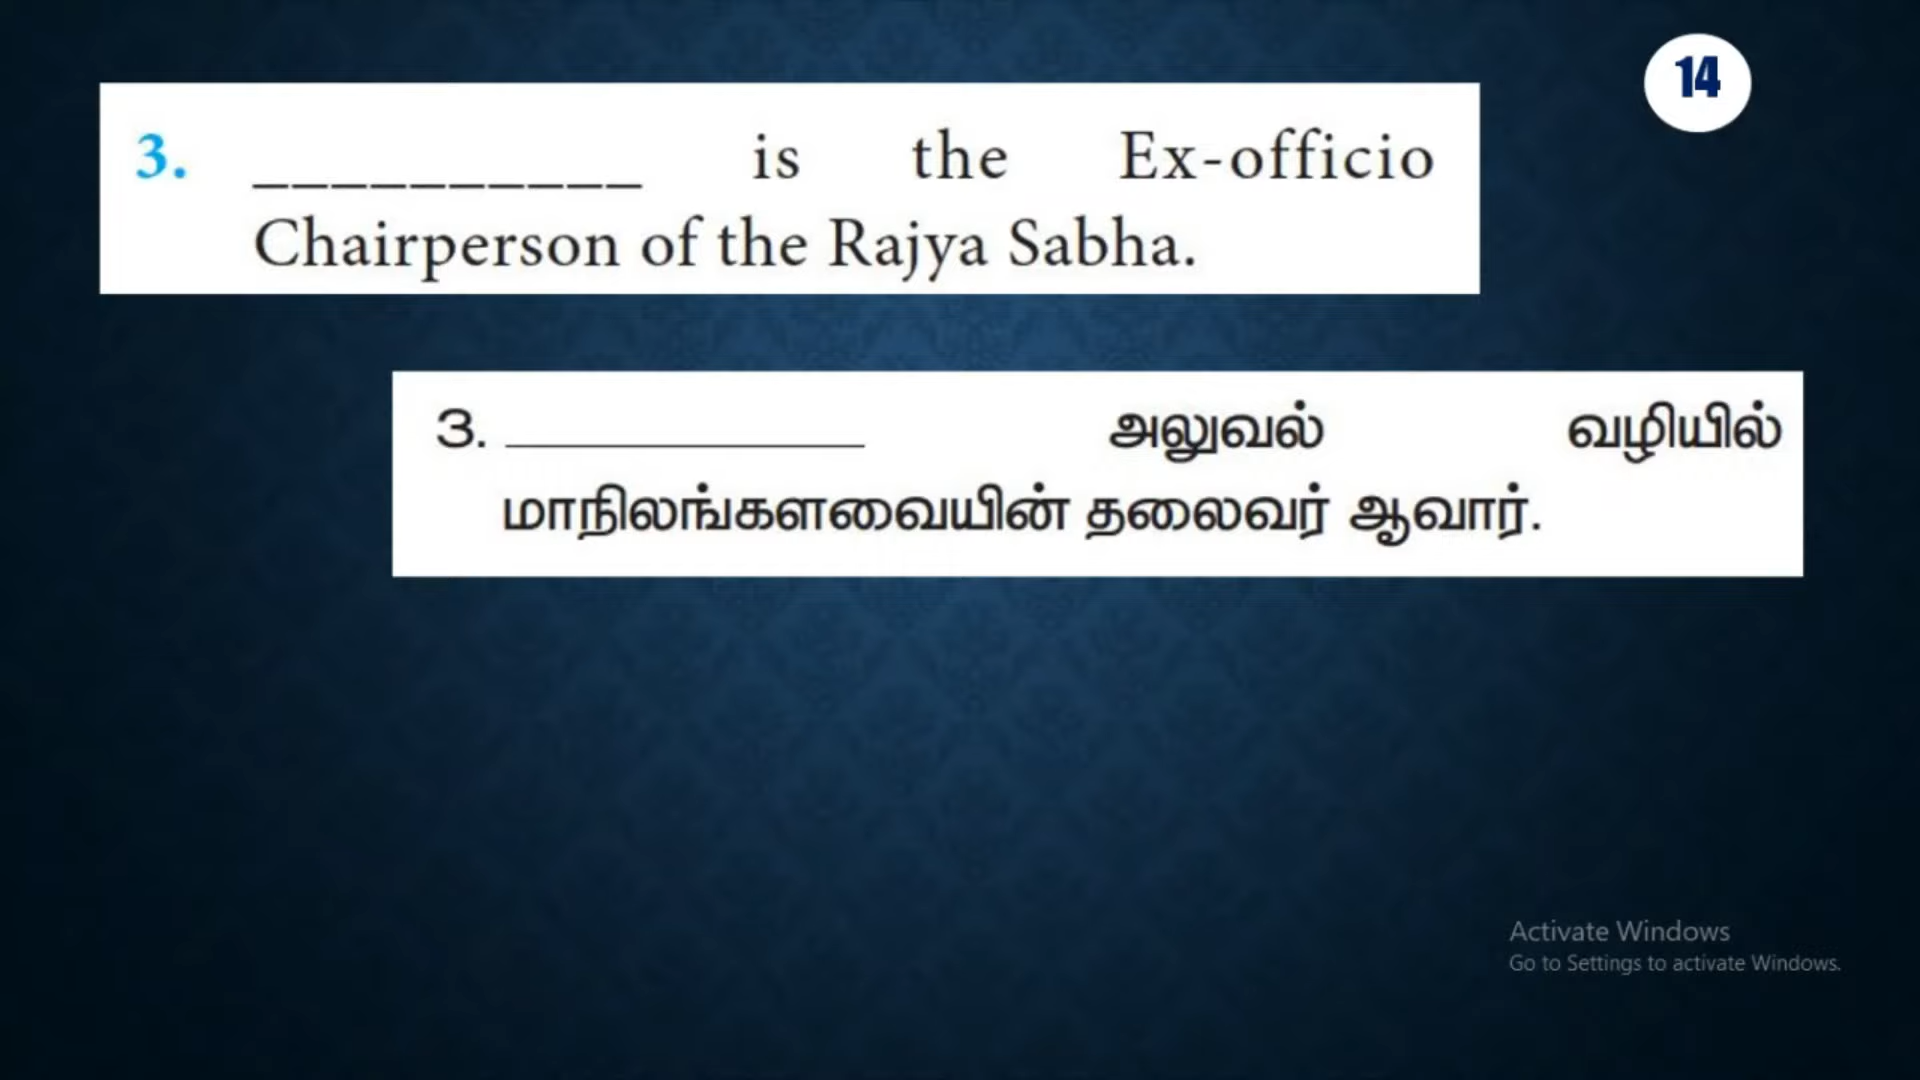 14
3. __________ is the Ex-officio
Chairperson of the Rajya Sabha.
3. ____________ அலுவல் வழியில்
மாநிலங்களவையின் தலைவர் ஆவார்.
Activate Windows
Go to Settings to activate Windows.